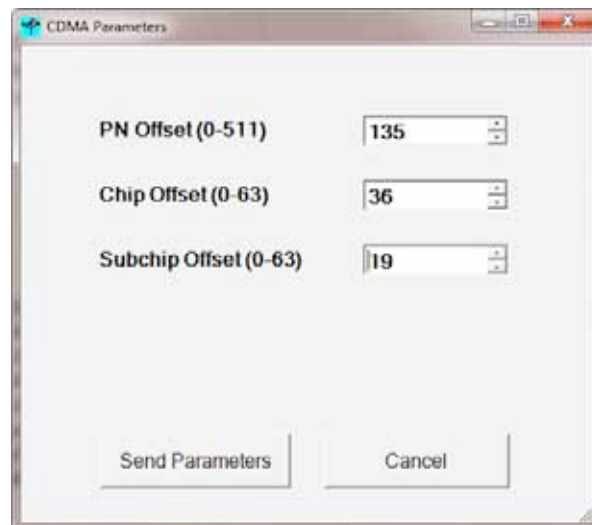 CDMA Parameters
PN Offset (0-511) 135
Chip Offset (0-63) 36
Subchip Offset (0-63) 19
Send Parameters Cancel